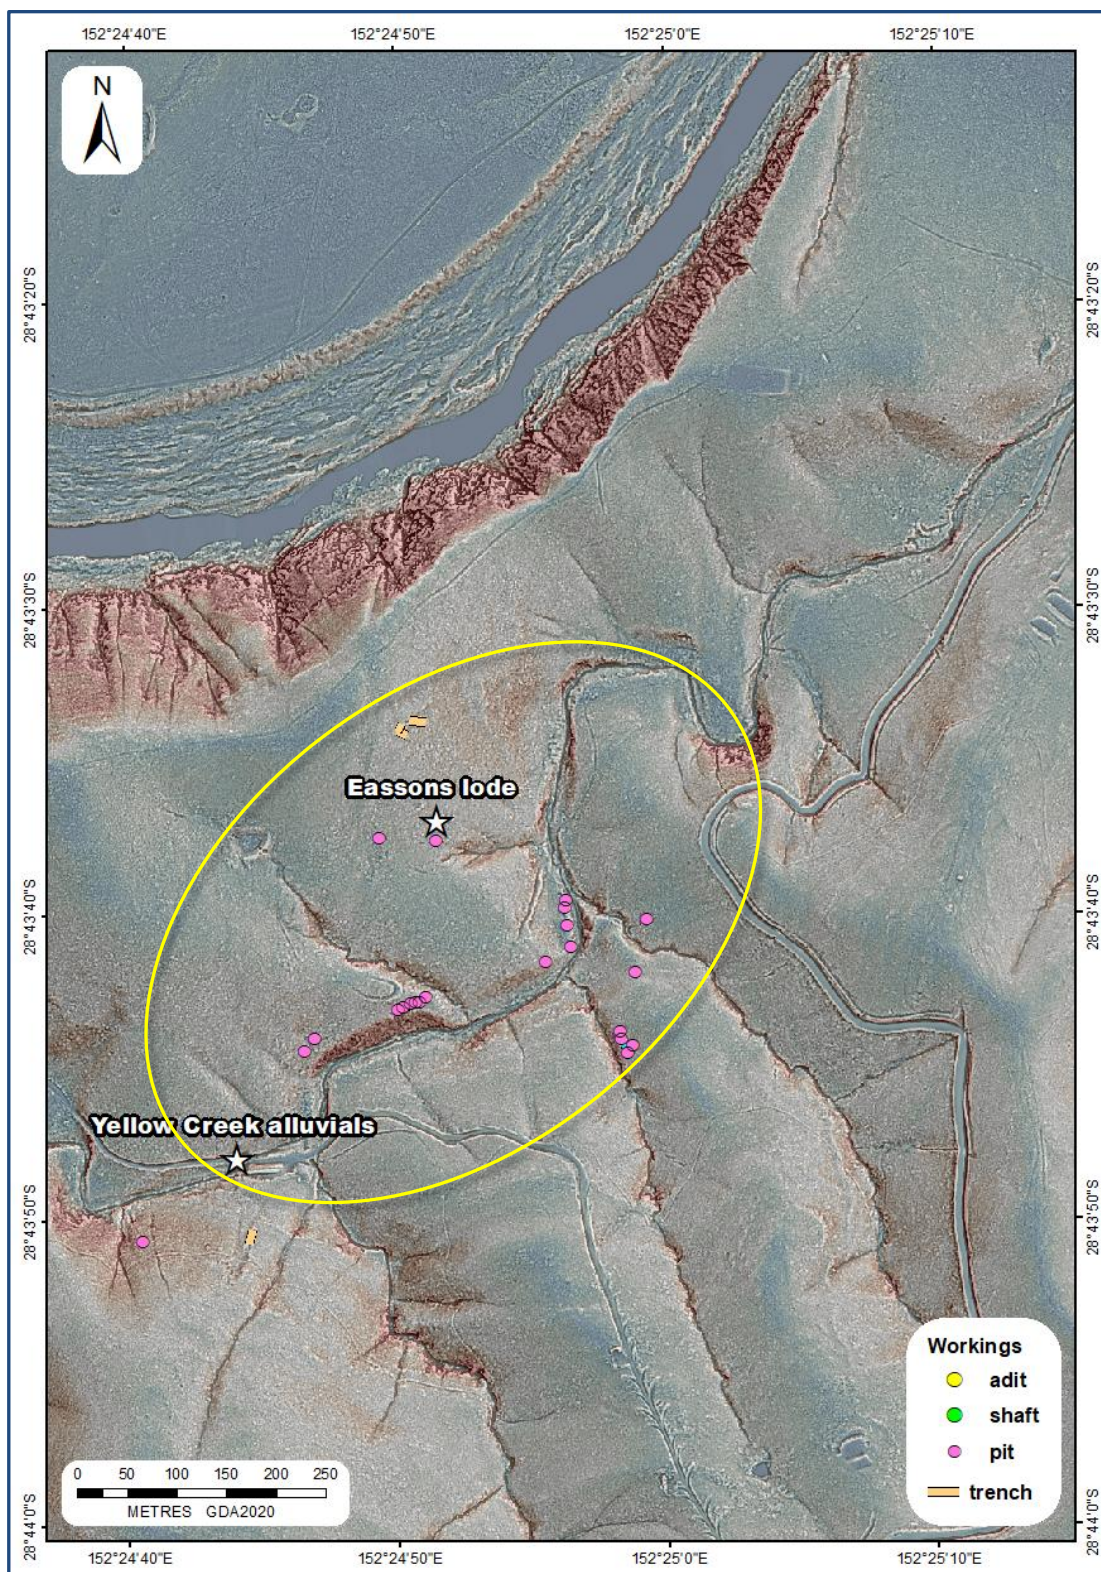 152°24'40"E 152°24'50"E 152°25'0"E 152°25'10"E
N
28°43'20"S 28°43'20"S
28°43'30"S 28°43'30"S
Eassons lode
28°43'40"S 28°43'40"S
Yellow Creek alluvials
28°43'50"S 28°43'50"S
Workings
adit
shaft
pit
trench
0 50 100 150 200 250
METRES GDA2020
28°44'0"S 28°44'0"S
152°24'40"E 152°24'50"E 152°25'0"E 152°25'10"E